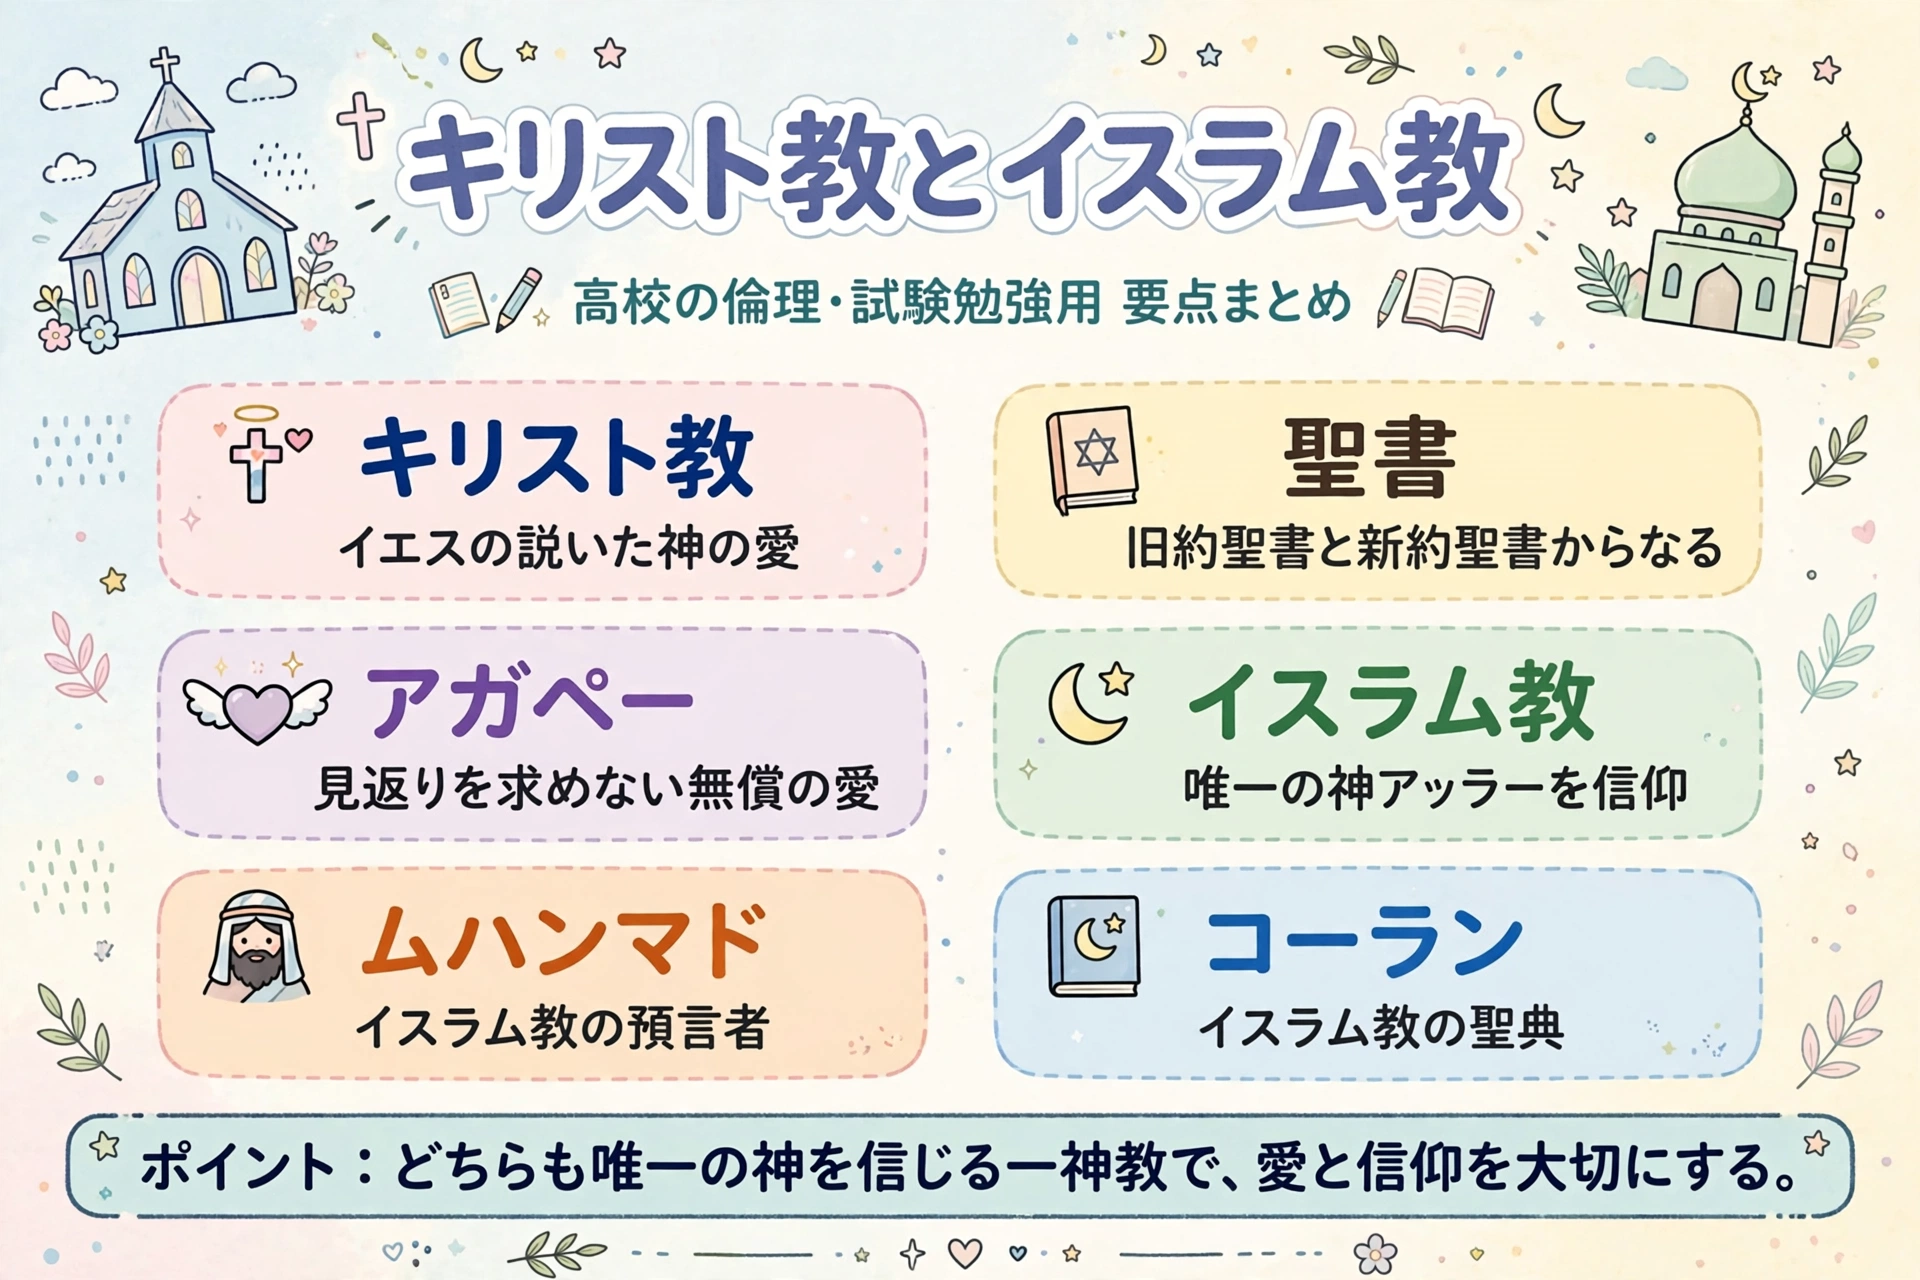 キリスト教とイスラム教
高校の倫理・試験勉強用 要点まとめ
キリスト教
イエスの説いた神の愛
聖書
旧約聖書と新約聖書からなる
アガペー
見返りを求めない無償の愛
イスラム教
唯一の神アッラーを信仰
ムハンマド
イスラム教の預言者
コーラン
イスラム教の聖典
ポイント：どちらも唯一の神を信じる一神教で、愛と信仰を大切にする。